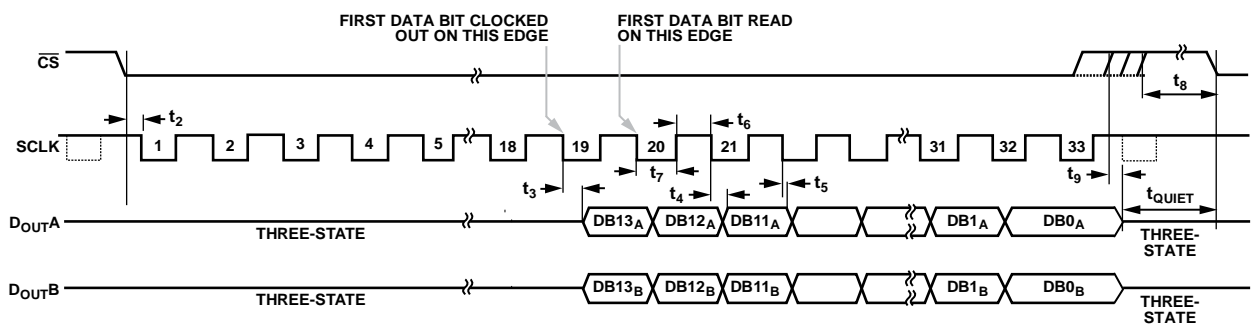 FIRST DATA BIT CLOCKED
OUT ON THIS EDGE
FIRST DATA BIT READ
ON THIS EDGE
CS
t8
t2
t6
SCLK
1 2 3 4 5 18 19 20 21 31 32 33
t3
t7
t4
t5
t9
tQUIET
DOUTA
THREE-STATE
DB13A DB12A DB11A DB1A DB0A
THREE-
STATE
DOUTB
THREE-STATE
DB13B DB12B DB11B DB1B DB0B
THREE-
STATE